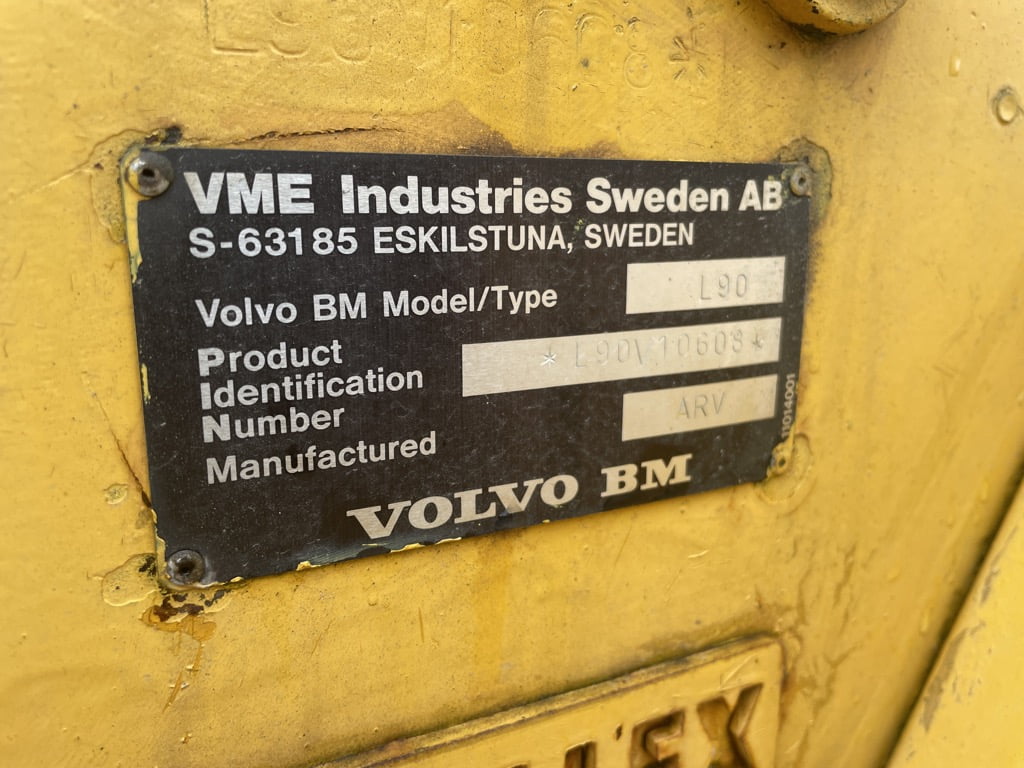 VME Industries Sweden AB
S-63185 ESKILSTUNA, SWEDEN
Volvo BM Model/Type L90
Product
Identification * L90V10608*
Number
Manufactured ARV
11014001
VOLVO BM